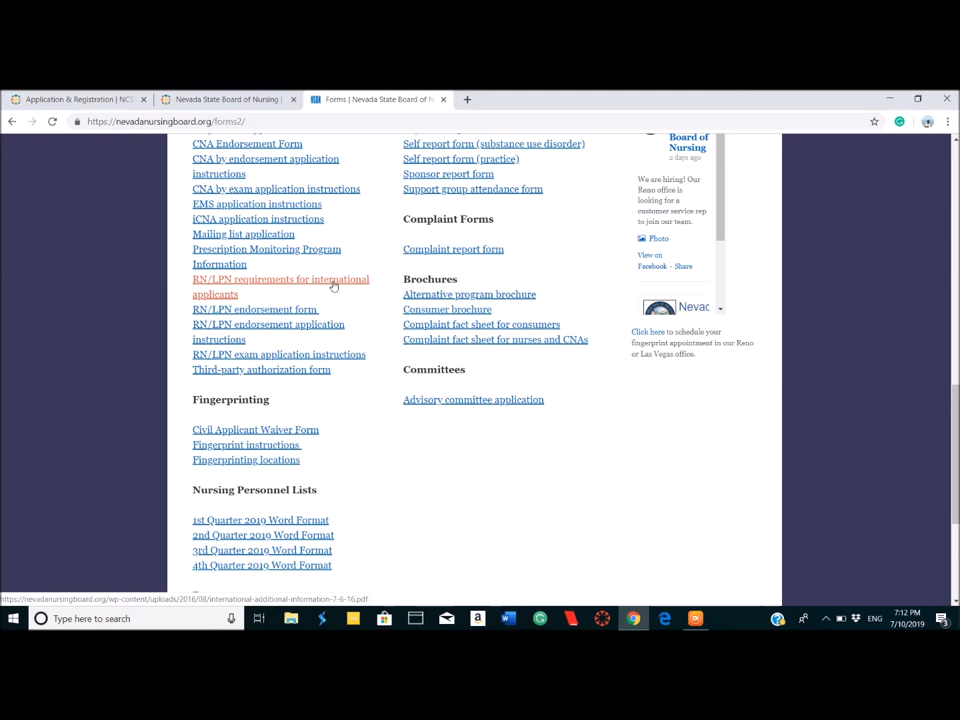 Application & Registration | NCS
Nevada State Board of Nursing |
Forms | Nevada State Board of N
https://nevadanursingboard.org/forms2/
CNA Endorsement Form
CNA by endorsement application
instructions
CNA by exam application instructions
EMS application instructions
iCNA application instructions
Mailing list application
Prescription Monitoring Program
Information
RN/LPN requirements for international
applicants
RN/LPN endorsement form
RN/LPN endorsement application
instructions
RN/LPN exam application instructions
Third-party authorization form
Fingerprinting
Civil Applicant Waiver Form
Fingerprint instructions
Fingerprinting locations
Nursing Personnel Lists
1st Quarter 2019 Word Format
2nd Quarter 2019 Word Format
3rd Quarter 2019 Word Format
4th Quarter 2019 Word Format
Self report form (substance use disorder)
Self report form (practice)
Sponsor report form
Support group attendance form
Complaint Forms
Complaint report form
Brochures
Alternative program brochure
Consumer brochure
Complaint fact sheet for consumers
Complaint fact sheet for nurses and CNAs
Committees
Advisory committee application
Board of
Nursing
2 days ago
We are hiring! Our
Reno office is
looking for a
customer service rep
to join our team.
Photo
View on
Facebook · Share
Nevad
Click here to schedule your
fingerprint appointment in our Reno
or Las Vegas office.
https://nevadanursingboard.org/wp-content/uploads/2016/08/international-additional-information-7-6-16.pdf
Type here to search
ENG
7:12 PM
7/10/2019